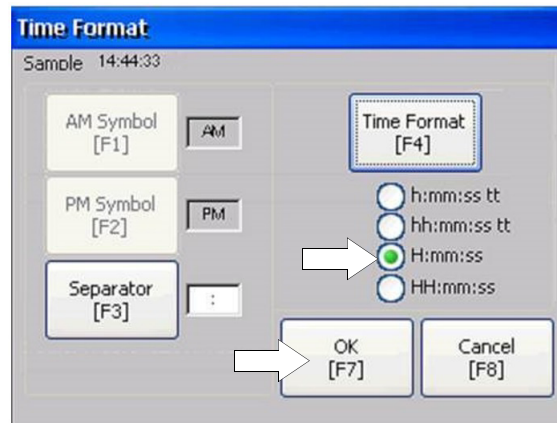 Time Format
Sample 14:44:33
AM Symbol
[F1]
AM
PM Symbol
[F2]
PM
Separator
[F3]
:
Time Format
[F4]
h:mm:ss tt
hh:mm:ss tt
H:mm:ss
HH:mm:ss
OK
[F7]
Cancel
[F8]